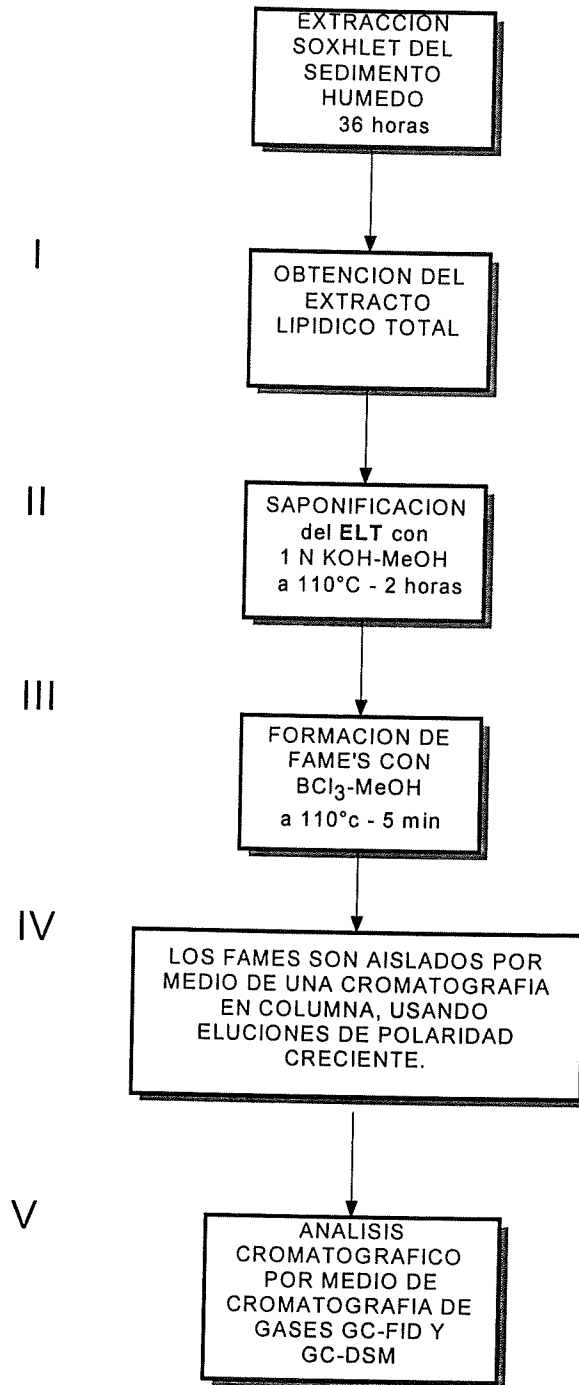 EXTRACCION
SOXHLET DEL
SEDIMENTO
HUMEDO
36 horas
I
OBTENCION DEL
EXTRACTO
LIPIDICO TOTAL
II
SAPONIFICACION
del ELT con
1 N KOH-MeOH
a 110°C - 2 horas
III
FORMACION DE
FAME'S CON
BCl3-MeOH
a 110°c - 5 min
IV
LOS FAMES SON AISLADOS POR
MEDIO DE UNA CROMATOGRAFIA
EN COLUMNA, USANDO
ELUCIONES DE POLARIDAD
CRECIENTE.
V
ANALISIS
CROMATOGRAFICO
POR MEDIO DE
CROMATOGRAFIA DE
GASES GC-FID Y
GC-DSM